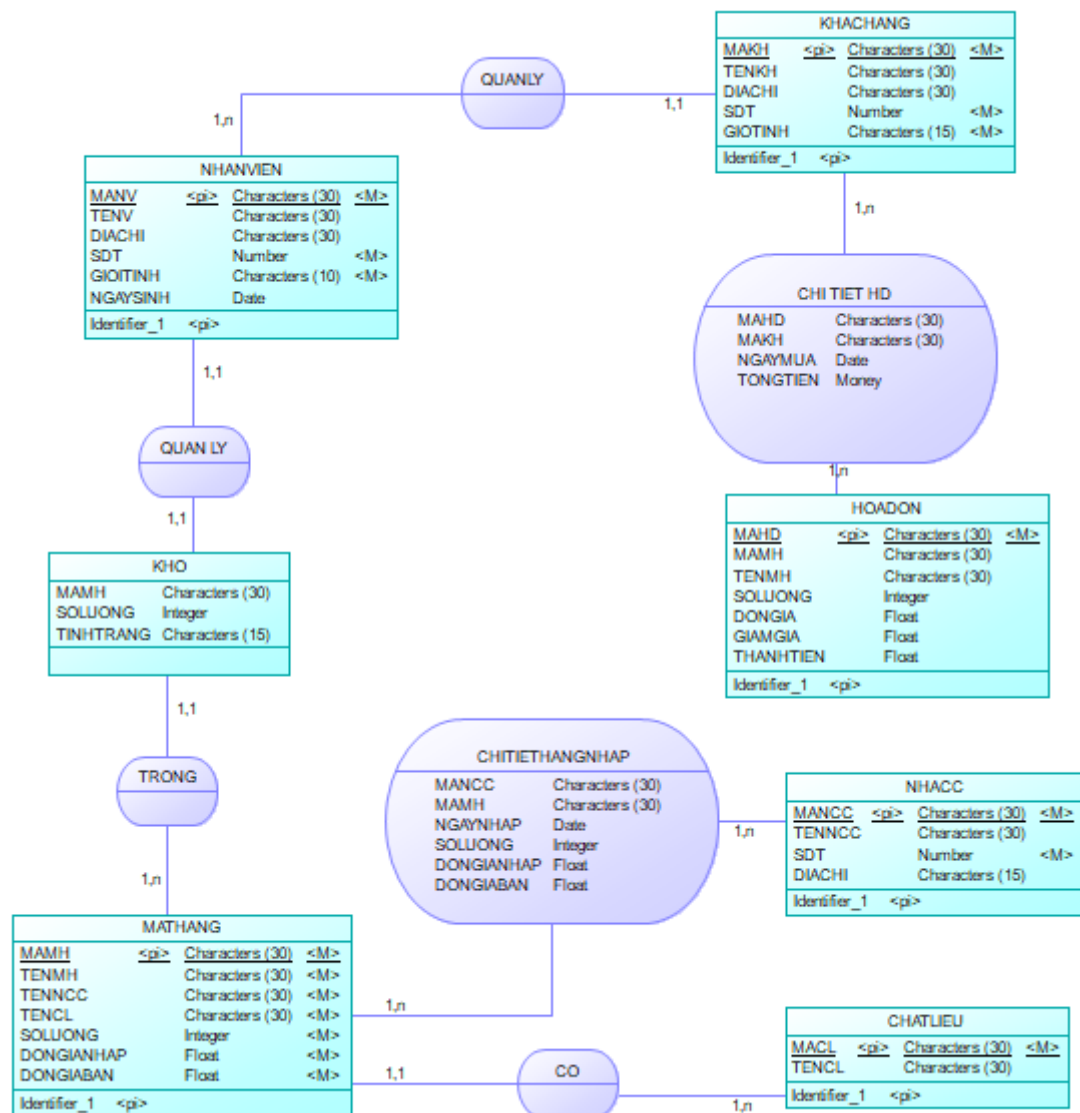 KHACHANG
MAKH <pi> Characters (30) <M>
TENKH Characters (30)
DIACHI Characters (30)
SDT Number <M>
GIOTINH Characters (15) <M>
Identifier_1 <pi>
QUANLY
1,n
1,1
NHANVIEN
MANV <pi> Characters (30) <M>
TENV Characters (30)
DIACHI Characters (30)
SDT Number <M>
GIOITINH Characters (10) <M>
NGAYSINH Date
Identifier_1 <pi>
1,n
CHI TIET HD
MAHD Characters (30)
MAKH Characters (30)
NGAYMUA Date
TONGTIEN Money
1,n
1,1
QUAN LY
1,1
HOADON
MAHD <pi> Characters (30) <M>
MAMH Characters (30)
TENMH Characters (30)
SOLUONG Integer
DONGIA Float
GIAMGIA Float
THANHTIEN Float
Identifier_1 <pi>
KHO
MAMH Characters (30)
SOLUONG Integer
TINHTRANG Characters (15)
1,1
TRONG
1,n
CHITIETHANGNHAP
MANCC Characters (30)
MAMH Characters (30)
NGAYNHAP Date
SOLUONG Integer
DONGIANHAP Float
DONGIABAN Float
1,n
NHACC
MANCC <pi> Characters (30) <M>
TENNCC Characters (30)
SDT Number <M>
DIACHI Characters (15)
Identifier_1 <pi>
MATHANG
MAMH <pi> Characters (30) <M>
TENMH Characters (30) <M>
TENNCC Characters (30) <M>
TENCL Characters (30) <M>
SOLUONG Integer <M>
DONGIANHAP Float <M>
DONGIABAN Float <M>
Identifier_1 <pi>
1,n
1,1
CO
1,n
CHATLIEU
MACL <pi> Characters (30) <M>
TENCL Characters (30)
Identifier_1 <pi>